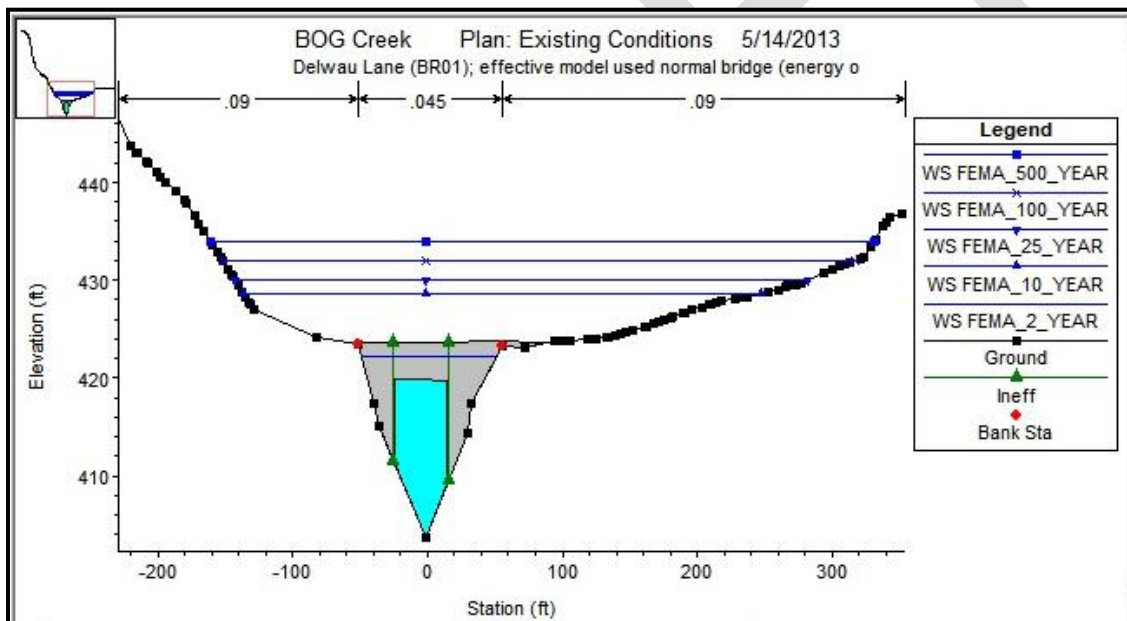 BOG Creek Plan: Existing Conditions 5/14/2013
Delwau Lane (BR01); effective model used normal bridge (energy o
.09 .045 .09
Legend
WS FEMA_500_YEAR
WS FEMA_100_YEAR
WS FEMA_25_YEAR
WS FEMA_10_YEAR
WS FEMA_2_YEAR
Ground
Ineff
Bank Sta
Elevation (ft)
440
430
420
410
-200 -100 0 100 200 300
Station (ft)